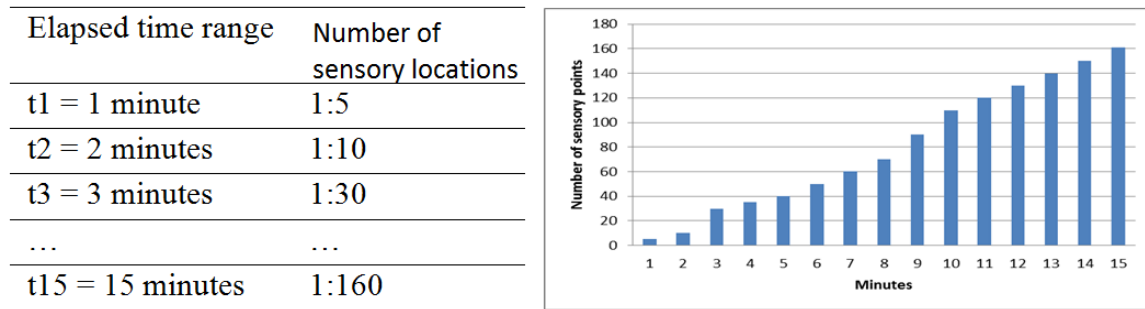 Elapsed time range
Number of
sensory locations
t1 = 1 minute 1:5
t2 = 2 minutes 1:10
t3 = 3 minutes 1:30
… …
t15 = 15 minutes 1:160
180
160
140
120
100
80
60
40
20
0
Number of sensory points
1 2 3 4 5 6 7 8 9 10 11 12 13 14 15
Minutes